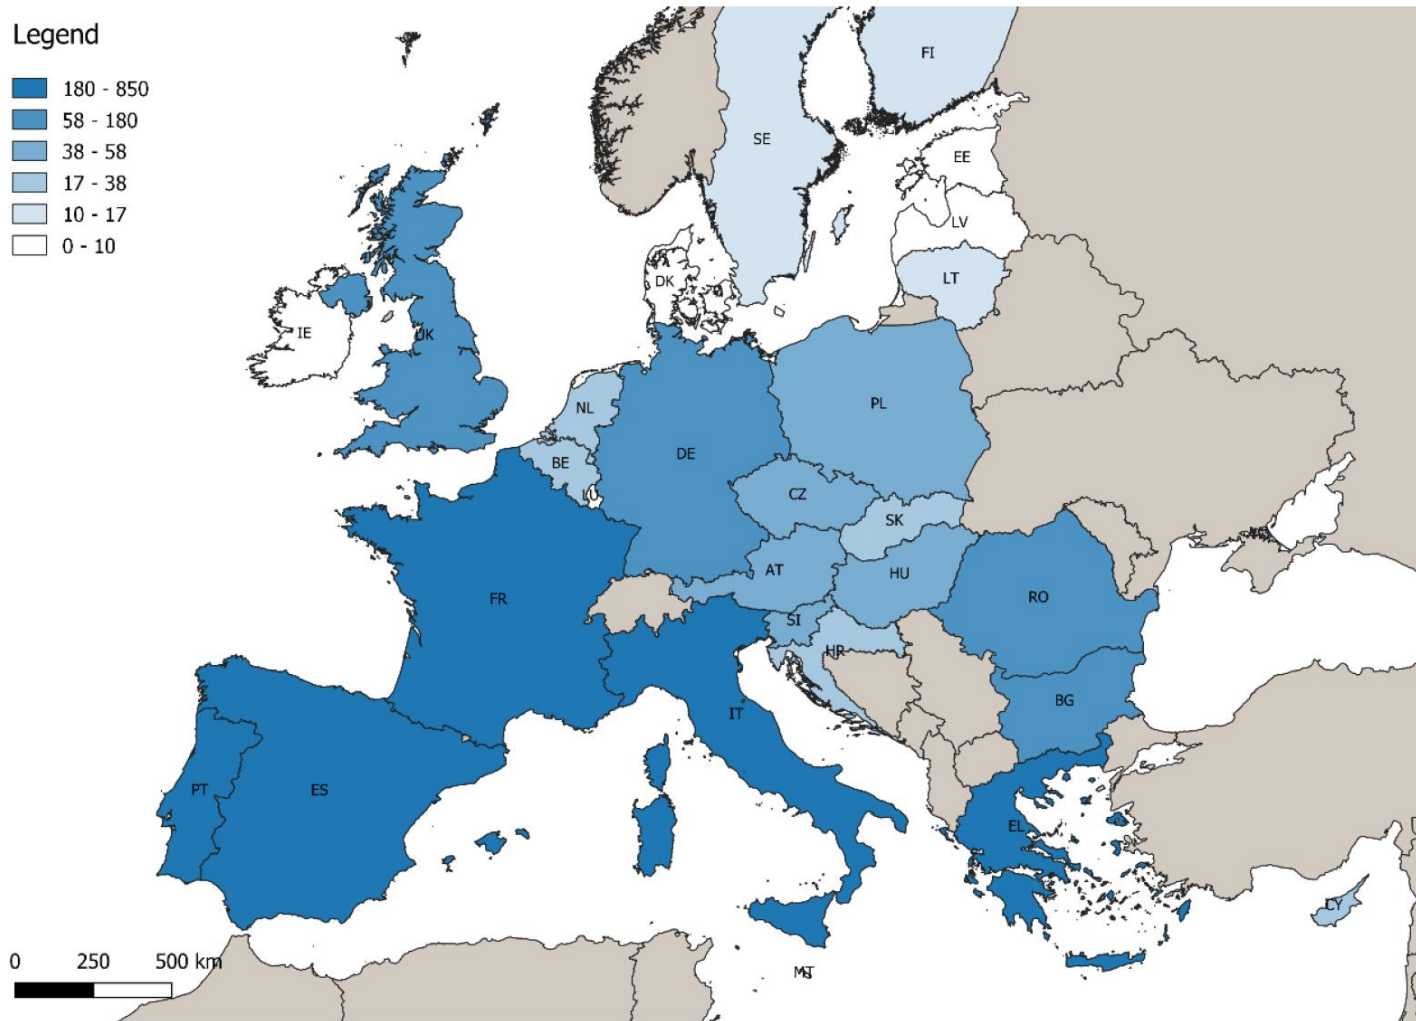 Legend
180 - 850
58 - 180
38 - 58
17 - 38
10 - 17
0 - 10
FI
SE
EE
LV
LT
DK
IE
UK
NL
PL
BE
DE
LU
CZ
SK
AT
HU
FR
RO
SI
HR
BG
IT
PT
ES
EL
CY
MT
0 250 500 km